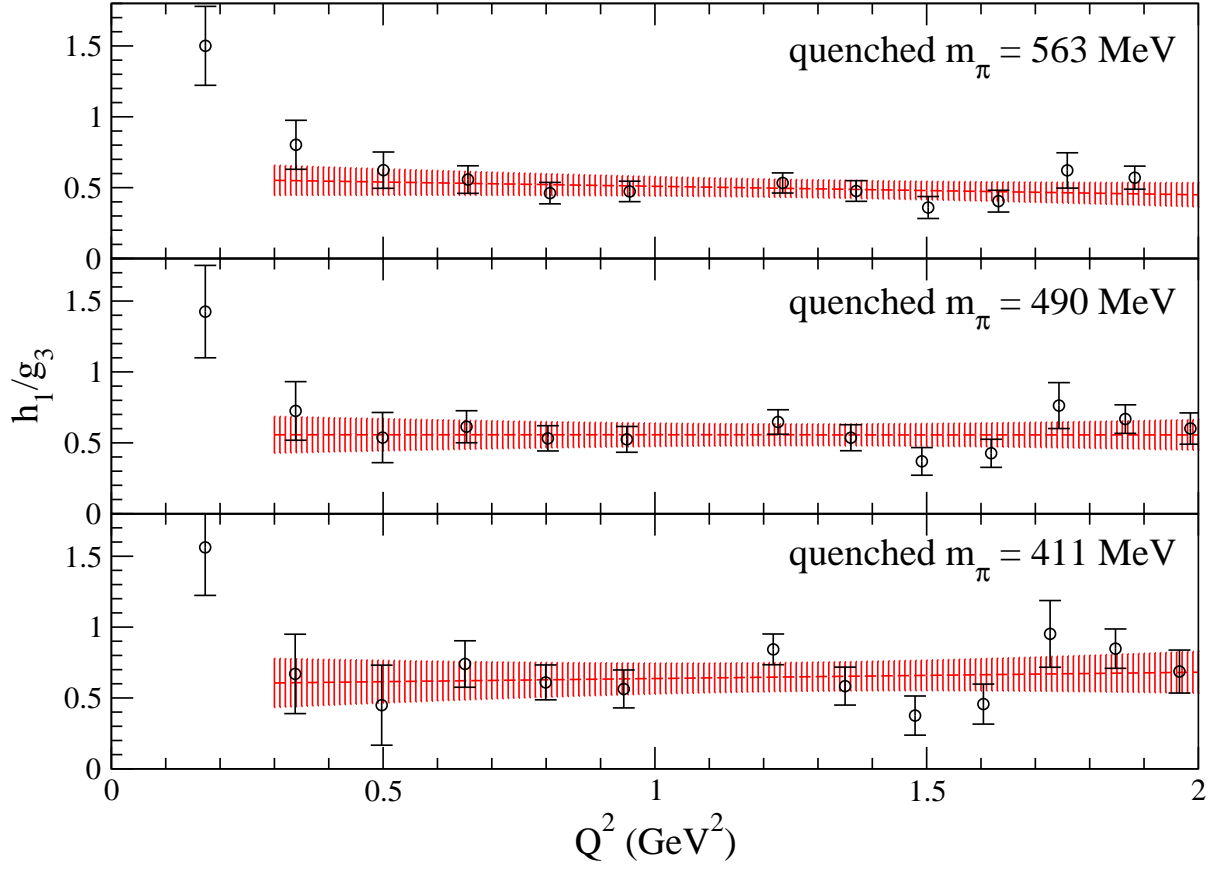 1.5
1
0.5
0
quenched m_π = 563 MeV
1.5
1
0.5
0
quenched m_π = 490 MeV
h_1/g_3
1.5
1
0.5
0
quenched m_π = 411 MeV
0 0.5 1 1.5 2
Q^2 (GeV^2)